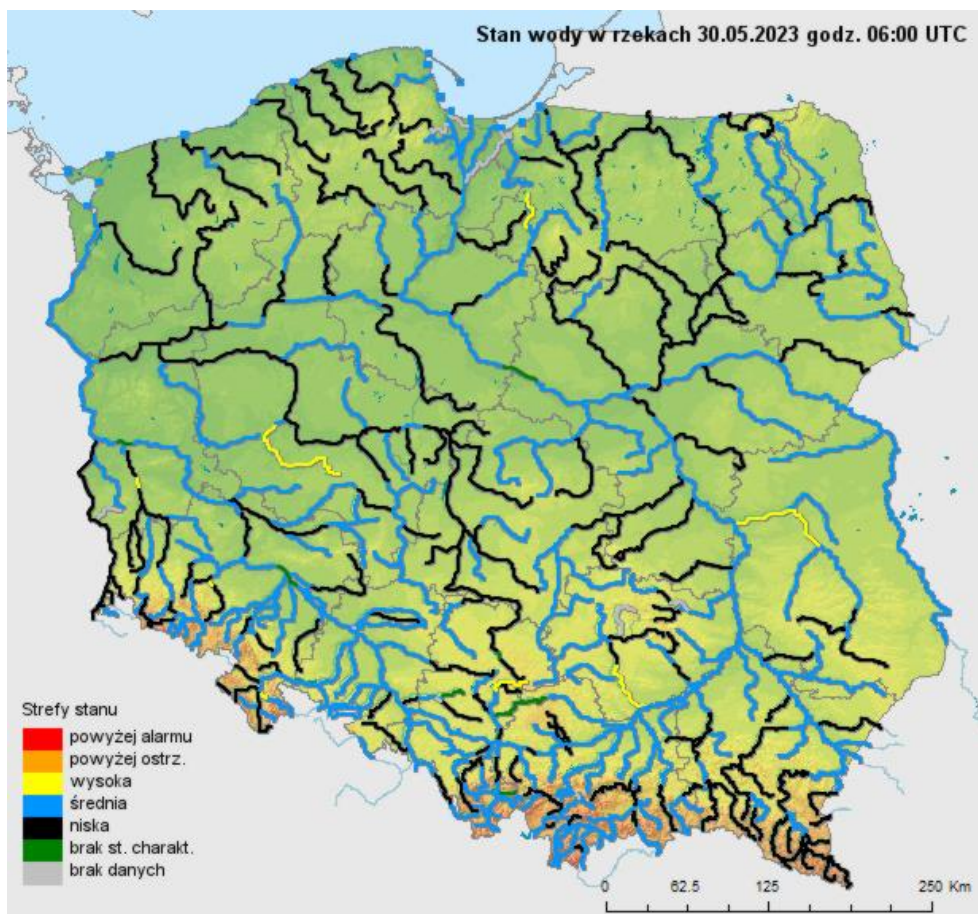 Stan wody w rzekach 30.05.2023 godz. 06:00 UTC
Strefy stanu
powyżej alarmu
powyżej ostrz.
wysoka
średnia
niska
brak st. charakt.
brak danych
0 62.5 125 250 Km